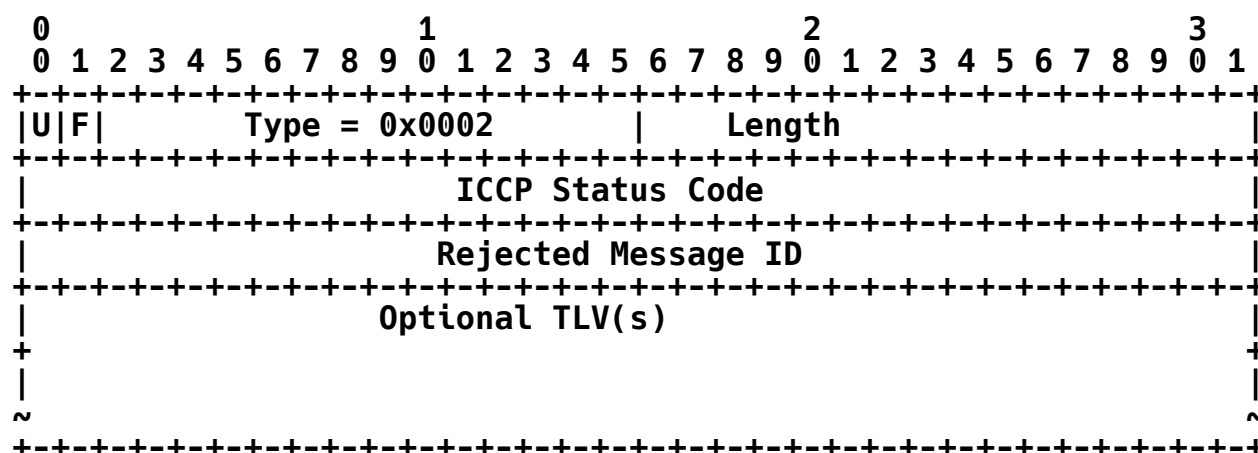 0                   1                   2                   3
 0 1 2 3 4 5 6 7 8 9 0 1 2 3 4 5 6 7 8 9 0 1 2 3 4 5 6 7 8 9 0 1
+-+-+-+-+-+-+-+-+-+-+-+-+-+-+-+-+-+-+-+-+-+-+-+-+-+-+-+-+-+-+-+-+
|U|F|       Type = 0x0002       |    Length                     |
+-+-+-+-+-+-+-+-+-+-+-+-+-+-+-+-+-+-+-+-+-+-+-+-+-+-+-+-+-+-+-+-+
|                      ICCP Status Code                         |
+-+-+-+-+-+-+-+-+-+-+-+-+-+-+-+-+-+-+-+-+-+-+-+-+-+-+-+-+-+-+-+-+
|                     Rejected Message ID                       |
+-+-+-+-+-+-+-+-+-+-+-+-+-+-+-+-+-+-+-+-+-+-+-+-+-+-+-+-+-+-+-+-+
|                  Optional TLV(s)                              |
+                                                               +
|                                                               |
~                                                               ~
+-+-+-+-+-+-+-+-+-+-+-+-+-+-+-+-+-+-+-+-+-+-+-+-+-+-+-+-+-+-+-+-+